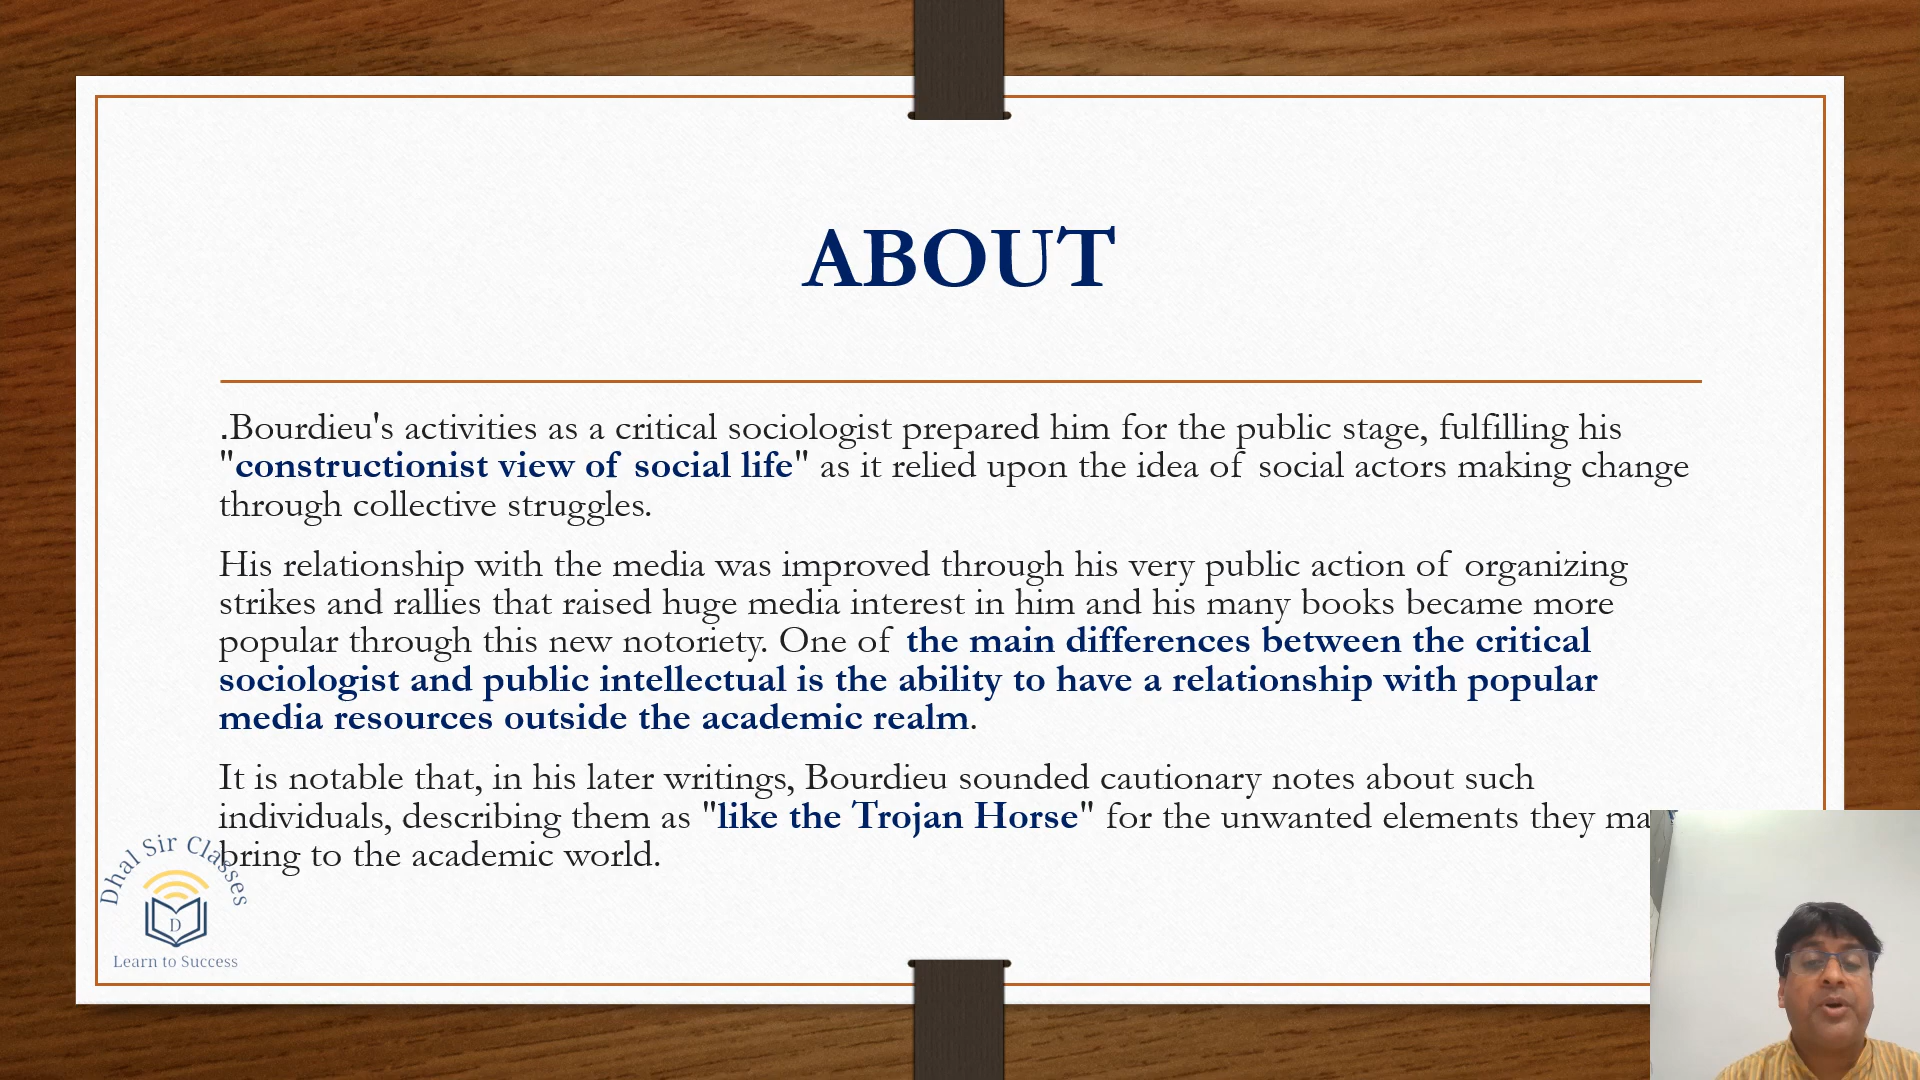 ABOUT
.Bourdieu's activities as a critical sociologist prepared him for the public stage, fulfilling his
"constructionist view of social life" as it relied upon the idea of social actors making change
through collective struggles.
His relationship with the media was improved through his very public action of organizing
strikes and rallies that raised huge media interest in him and his many books became more
popular through this new notoriety. One of the main differences between the critical
sociologist and public intellectual is the ability to have a relationship with popular
media resources outside the academic realm.
It is notable that, in his later writings, Bourdieu sounded cautionary notes about such
individuals, describing them as "like the Trojan Horse" for the unwanted elements they
bring to the academic world.
Dhal Sir Classes
D
Learn to Success